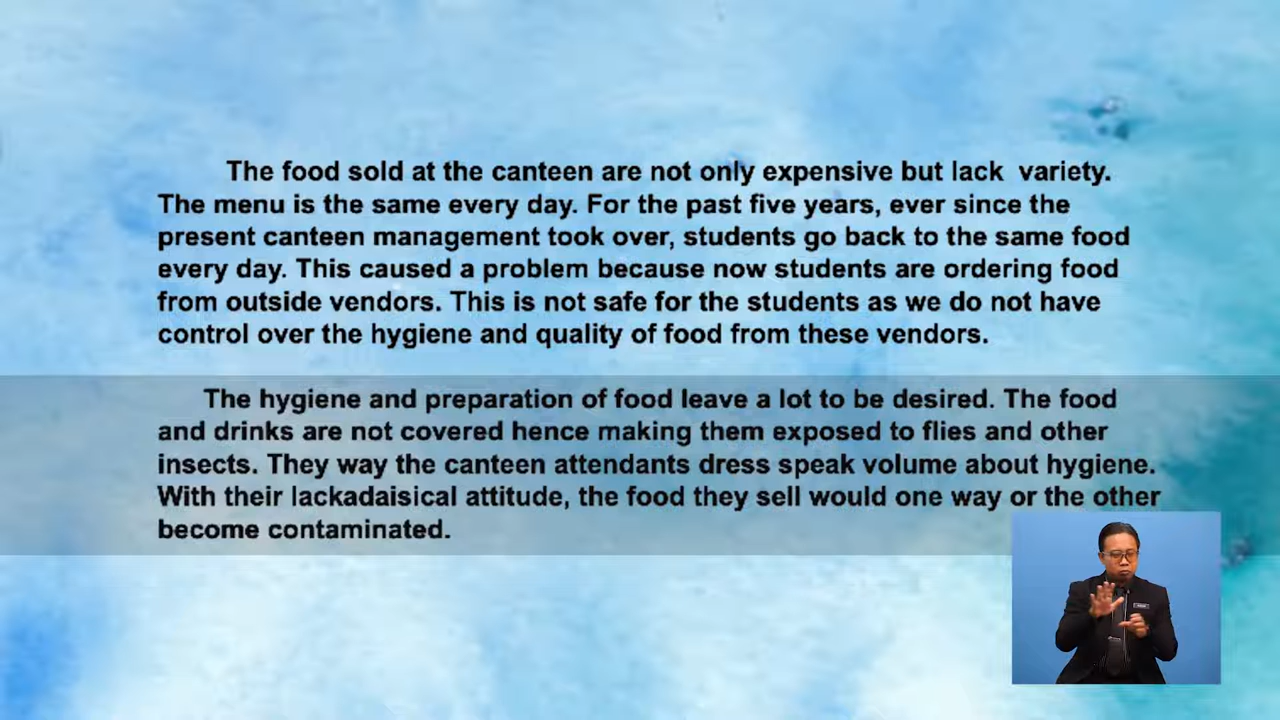 The food sold at the canteen are not only expensive but lack variety.
The menu is the same every day. For the past five years, ever since the
present canteen management took over, students go back to the same food
every day. This caused a problem because now students are ordering food
from outside vendors. This is not safe for the students as we do not have
control over the hygiene and quality of food from these vendors.
The hygiene and preparation of food leave a lot to be desired. The food
and drinks are not covered hence making them exposed to flies and other
insects. They way the canteen attendants dress speak volume about hygiene.
With their lackadaisical attitude, the food they sell would one way or the other
become contaminated.